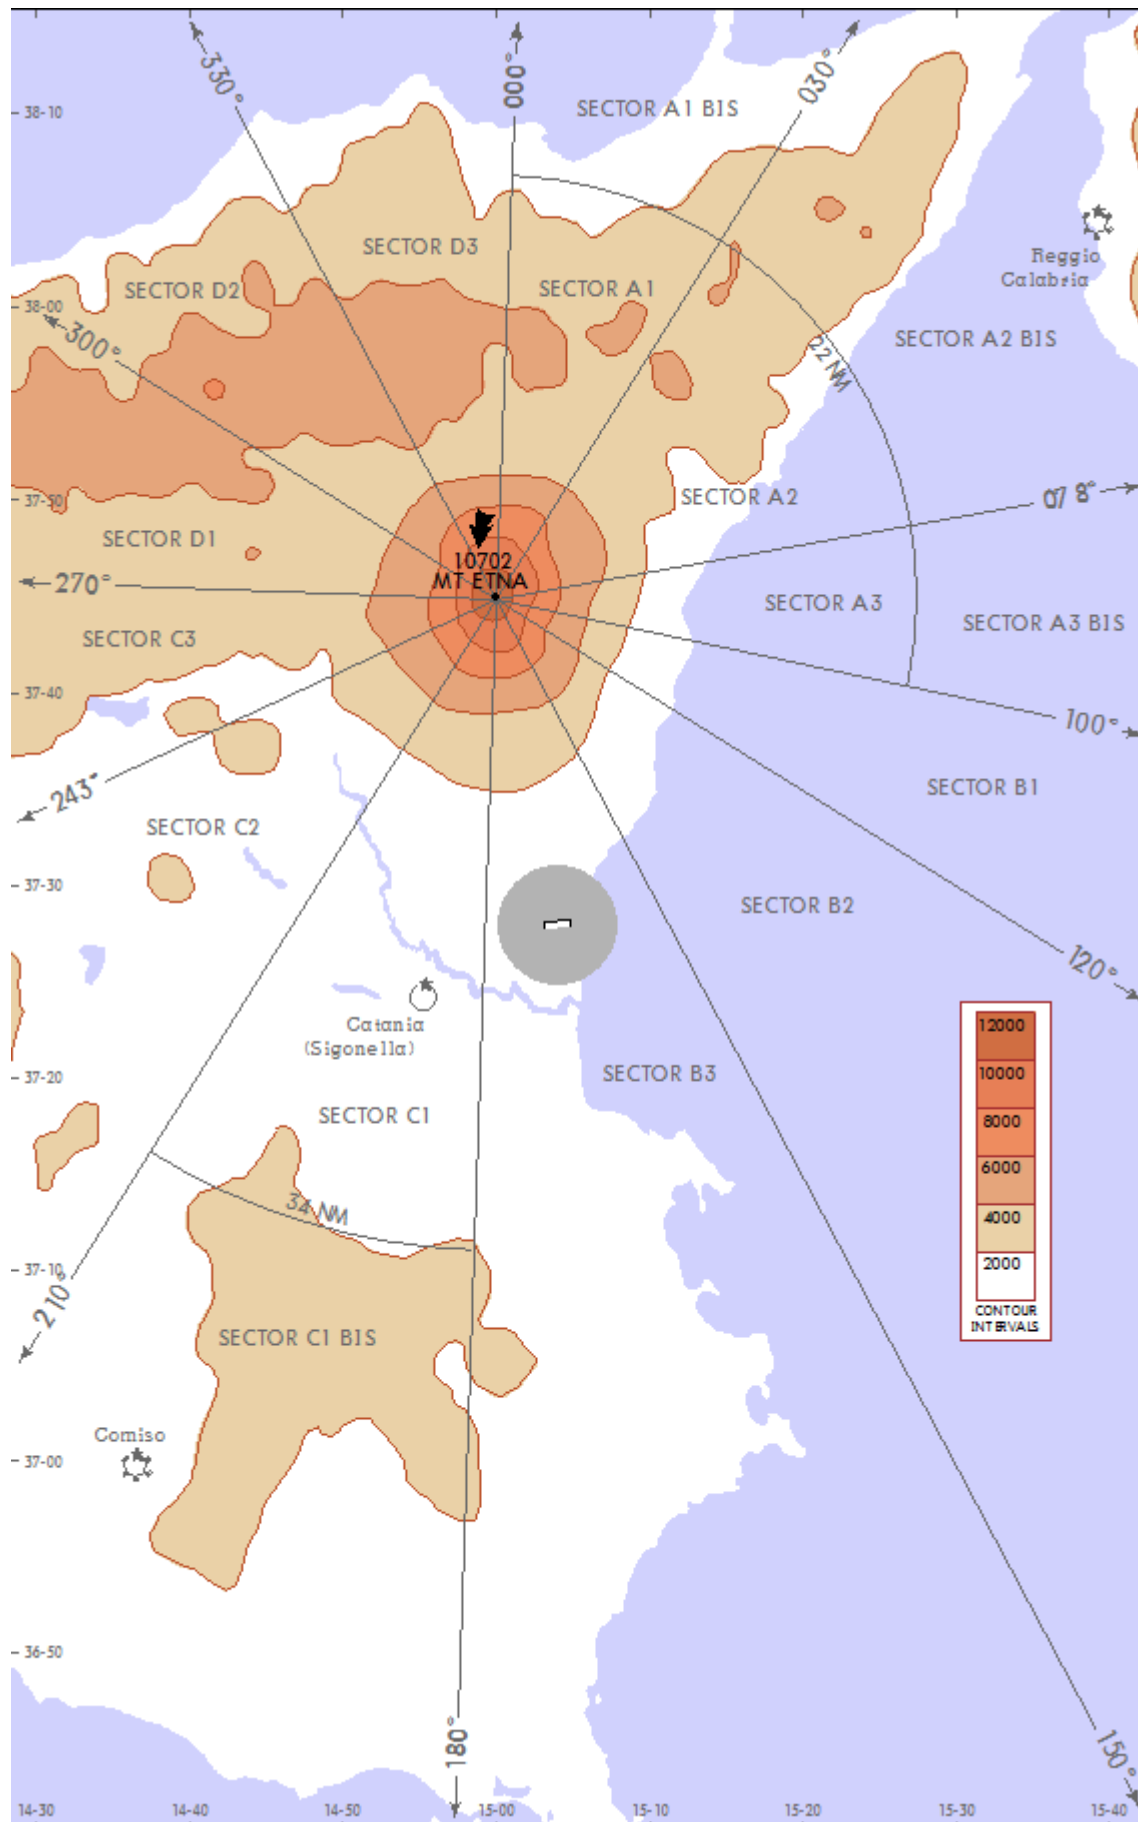 330°
000°
030°
SECTOR A1 BIS
38-10
SECTOR D3
SECTOR D2
SECTOR A1
Reggio
Calabria
38-00
300°
SECTOR A2 BIS
22 NM
37-50
SECTOR A2
078°
SECTOR D1
10702
MT ETNA
270°
SECTOR A3
SECTOR A3 BIS
SECTOR C3
37-40
100°
243°
SECTOR B1
SECTOR C2
37-30
SECTOR B2
120°
Catania
(Sigonella)
12000
10000
8000
6000
4000
2000
CONTOUR
INTERVALS
37-20
SECTOR B3
SECTOR C1
34 NM
37-10
210°
SECTOR C1 BIS
Comiso
37-00
36-50
180°
150°
14-30
14-40
14-50
15-00
15-10
15-20
15-30
15-40